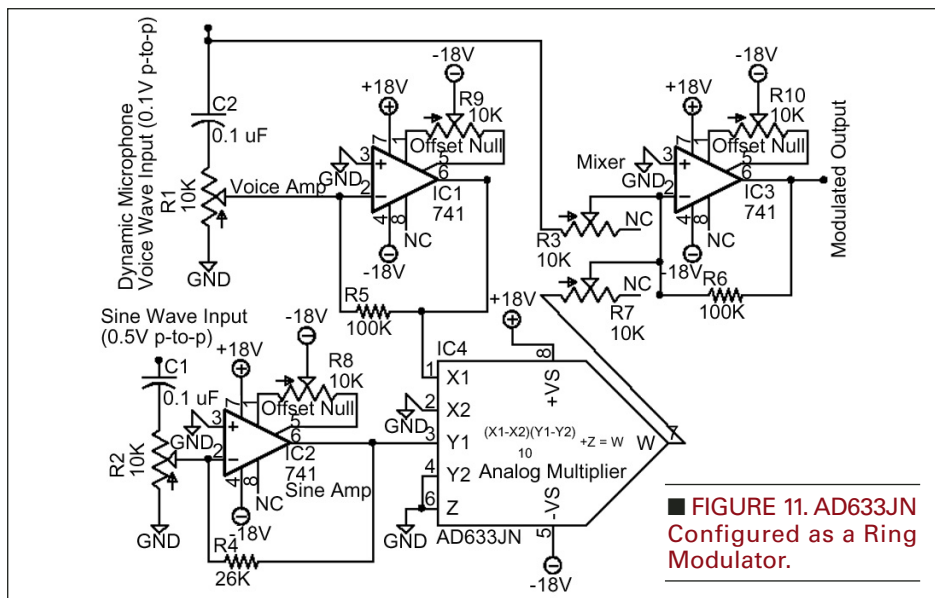 Dynamic Microphone
Voice Wave Input (0.1V p-to-p)
C2
0.1 uF
R1
10K
GND
Voice Amp
+18V
-18V
R9
10K
Offset Null
GND
3
2
7
1
5
6
4
8
+
−
IC1
741
NC
-18V
R5
100K
Mixer
+18V
-18V
R10
10K
Offset Null
GND
3
2
7
1
5
6
4
8
+
−
IC3
741
NC
-18V
R3
10K
NC
R7
10K
NC
R6
100K
Modulated Output
Sine Wave Input
(0.5V p-to-p)
C1
0.1 uF
R2
10K
GND
+18V
-18V
R8
10K
Offset Null
GND
3
2
7
1
5
6
4
8
+
−
IC2
741
NC
Sine Amp
-18V
R4
26K
+18V
IC4
8
+VS
1
X1
GND
2
X2
3
Y1
4
Y2
6
Z
GND
(X1-X2)(Y1-Y2)
10
+Z = W
W
7
Analog Multiplier
-VS
5
AD633JN
-18V
■ FIGURE 11. AD633JN
Configured as a Ring
Modulator.